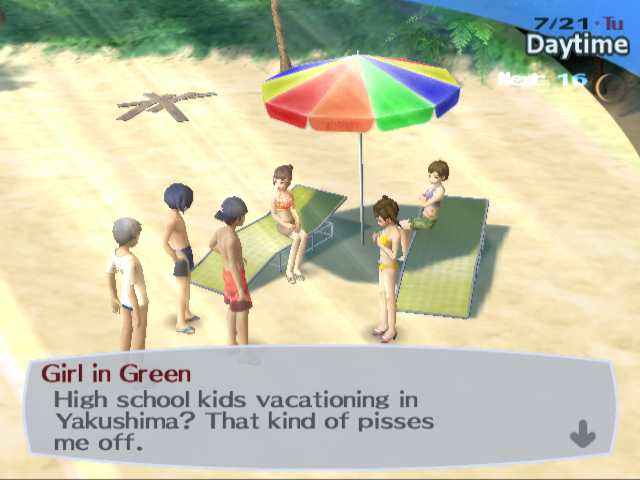 7/21 · Tu
Daytime
Next: 16
Girl in Green
High school kids vacationing in
Yakushima? That kind of pisses
me off.